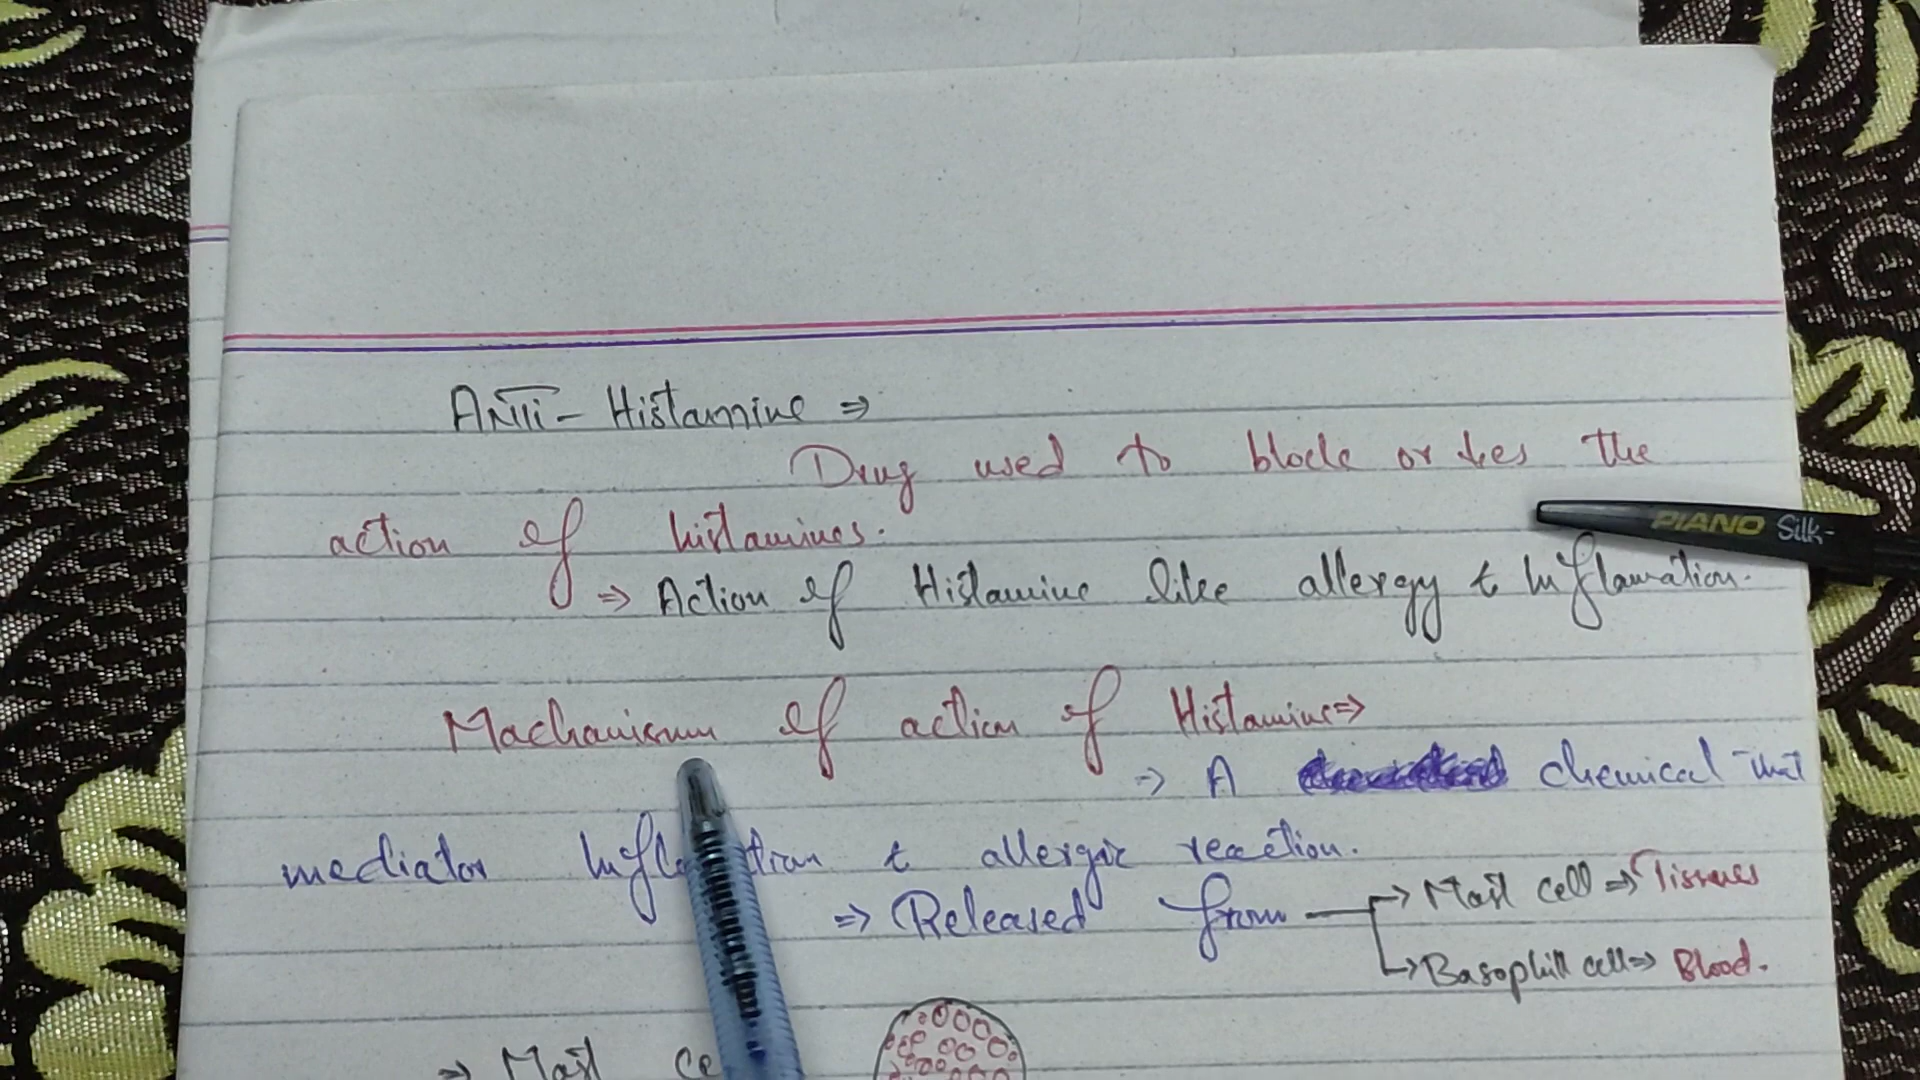 ANTi - Histamine ⇒
Drug used to block or les the
action of histamines.
⇒ Action of Histamine like allergy & Inflamation.
PIANO Silk-
Machanism of action of Histamine ⇒
→ A chemical that
mediator & allergic reaction.
⇒ Released from → Mast cell ⇒ Tissues
→ Basophill cell ⇒ Blood.
⇒ Mast